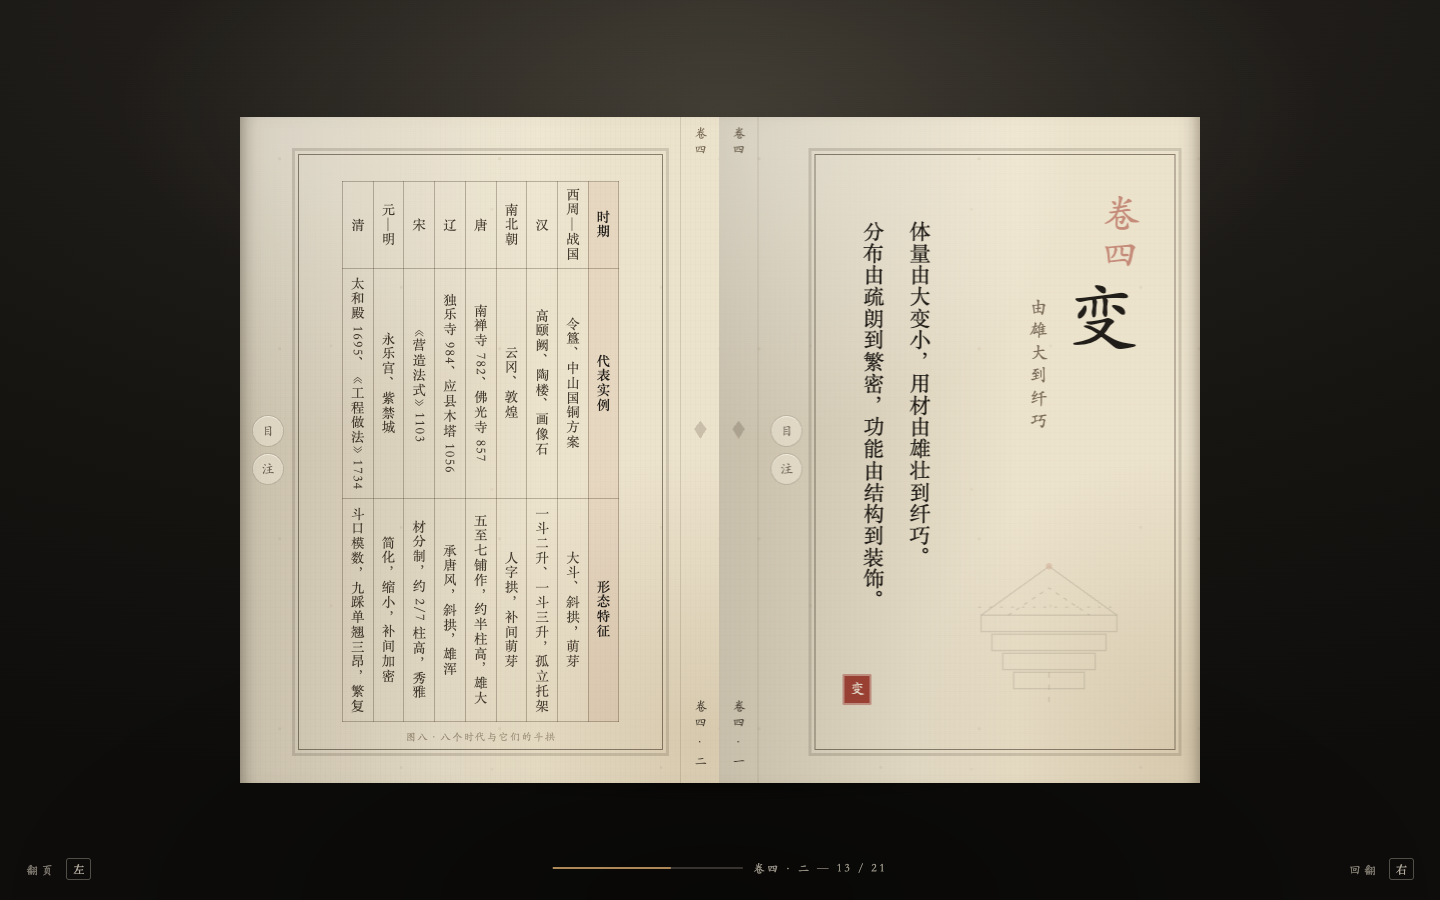 卷四
变
由雄大到纤巧
体量由大变小，用材由雄壮到纤巧。
分布由疏朗到繁密，功能由结构到装饰。
变
卷四
卷四·一
目
注
卷四
卷四·二
时期 代表实例 形态特征
西周—战国 令簋、中山国铜方案 大斗、斜拱，萌芽
汉 高颐阙、陶楼、画像石 一斗二升、一斗三升，孤立托架
南北朝 云冈、敦煌 人字拱，补间萌芽
唐 南禅寺 782、佛光寺 857 五至七铺作，约半柱高，雄大
辽 独乐寺 984、应县木塔 1056 承唐风，斜拱，雄浑
宋 《营造法式》1103 材分制，约 2/7 柱高，秀雅
元—明 永乐宫、紫禁城 简化，缩小，补间加密
清 太和殿 1695、《工程做法》1734 斗口模数，九踩单翘三昂，繁复
图八·八个时代与它们的斗拱
目
注
翻页 左
卷四 · 二 — 13 / 21
回翻 右